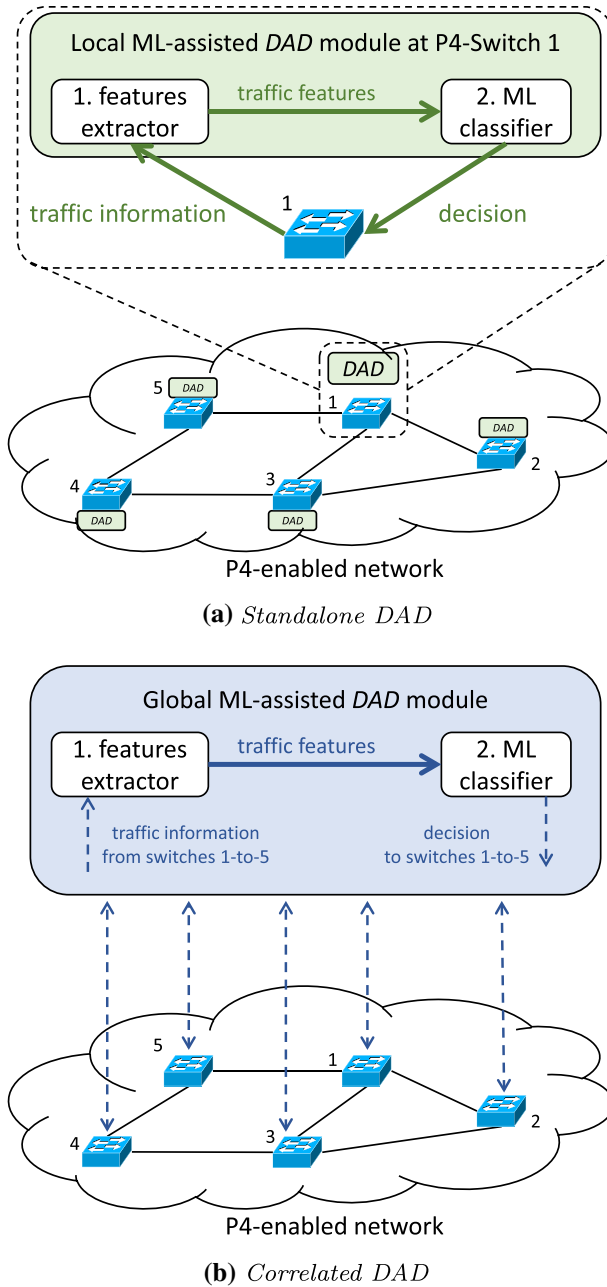 Local ML-assisted DAD module at P4-Switch 1
1. features
extractor
traffic features
2. ML
classifier
traffic information
1
decision
DAD
5
DAD
1
DAD
2
4
3
DAD
DAD
P4-enabled network
(a) Standalone DAD
Global ML-assisted DAD module
1. features
extractor
traffic features
2. ML
classifier
traffic information
from switches 1-to-5
decision
to switches 1-to-5
5
1
2
4
3
P4-enabled network
(b) Correlated DAD